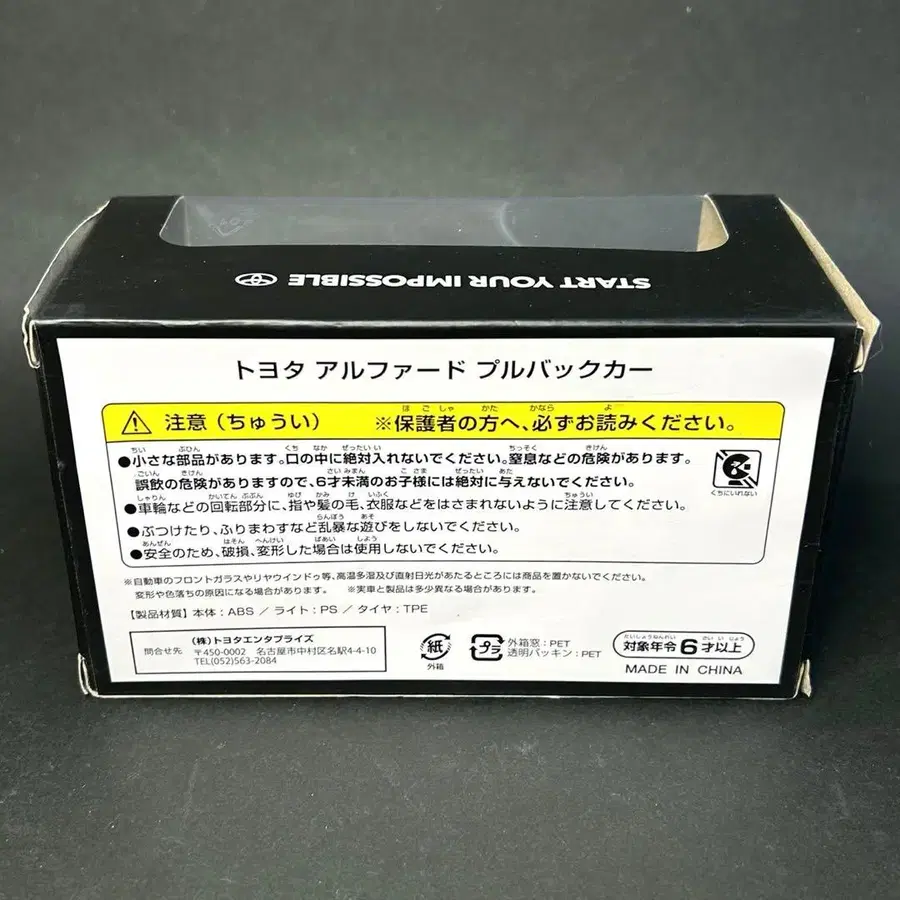 START YOUR IMPOSSIBLE
トヨタ アルファード プルバックカー
注意（ちゅうい） ※保護者の方へ、必ずお読みください。
●小さな部品があります。口の中に絶対入れないでください。窒息などの危険があります。
誤飲の危険がありますので、6才未満のお子様には絶対に与えないでください。
●車輪などの回転部分に、指や髪の毛、衣服などをはさまれないように注意してください。
●ぶつけたり、ふりまわすなど乱暴な遊びをしないでください。
●安全のため、破損、変形した場合は使用しないでください。
くちにいれない
※自動車のフロントガラスやリヤウインドゥ等、高温多湿及び直射日光があたるところには商品を置かないでください。
変形や色落ちの原因になる場合があります。 ※実車と製品は多少異なる場合があります。
【製品材質】本体：ABS ／ ライト：PS ／ タイヤ：TPE
問合せ先
（株）トヨタエンタプライズ
〒450-0002 名古屋市中村区名駅4-4-10
TEL(052)563-2084
紙
外箱
プラ
外箱窓：PET
透明パッキン：PET
対象年令6才以上
MADE IN CHINA